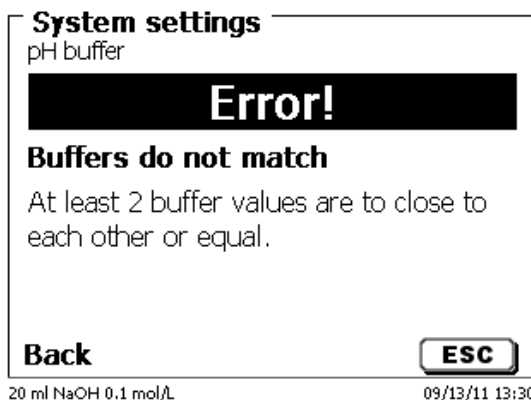 System settings
pH buffer
Error!
Buffers do not match
At least 2 buffer values are to close to
each other or equal.
Back ESC
20 ml NaOH 0.1 mol/L 09/13/11 13:30